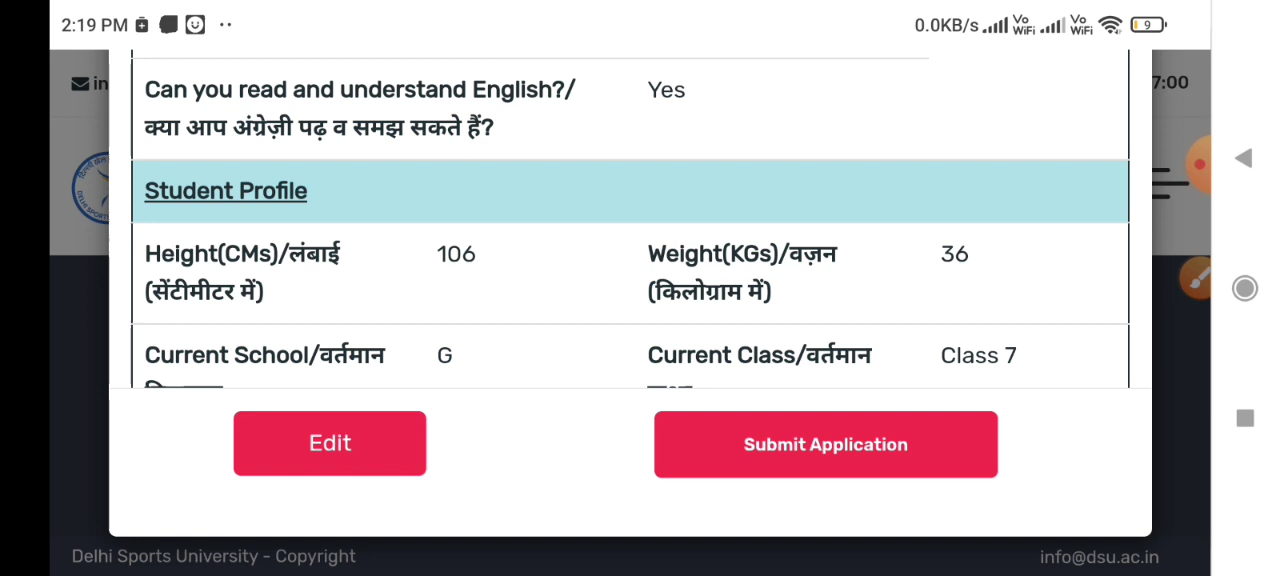 2:19 PM
0.0KB/s Vo WiFi Vo WiFi 9
in
7:00
Can you read and understand English?/ Yes
क्या आप अंग्रेज़ी पढ़ व समझ सकते हैं?
Student Profile
Height(CMs)/लंबाई 106 Weight(KGs)/वज़न 36
(सेंटीमीटर में) (किलोग्राम में)
Current School/वर्तमान G Current Class/वर्तमान Class 7
Edit Submit Application
Delhi Sports University - Copyright info@dsu.ac.in